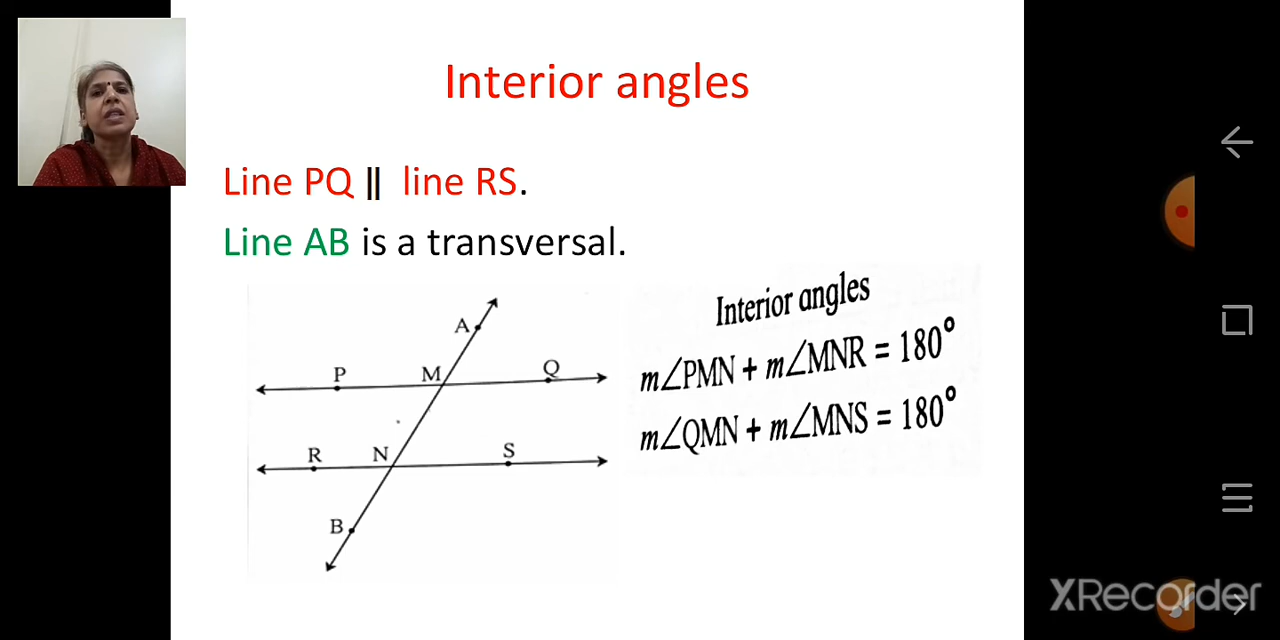 Interior angles
Line PQ || line RS.
Line AB is a transversal.
A
P M Q
R N S
B
Interior angles
m∠PMN + m∠MNR = 180°
m∠QMN + m∠MNS = 180°
XRecorder